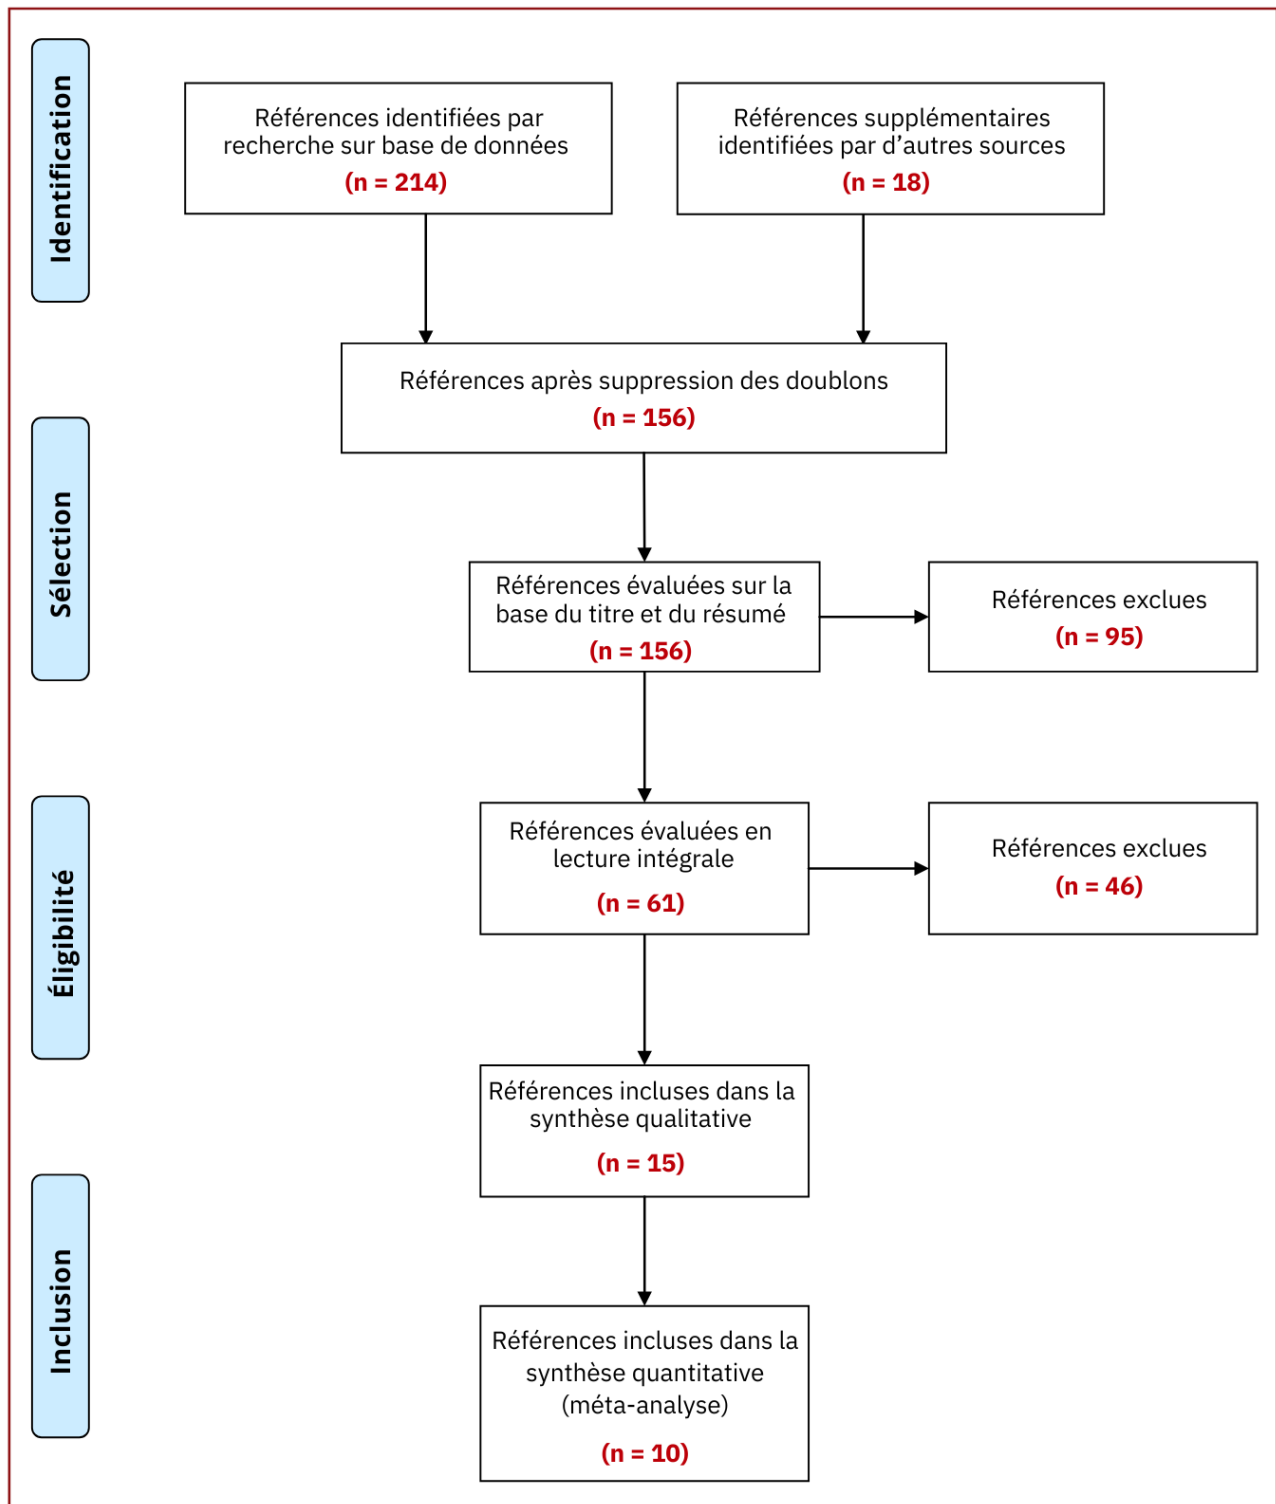 Identification
Références identifiées par
recherche sur base de données
(n = 214)
Références supplémentaires
identifiées par d’autres sources
(n = 18)
Références après suppression des doublons
(n = 156)
Sélection
Références évaluées sur la
base du titre et du résumé
(n = 156)
Références exclues
(n = 95)
Éligibilité
Références évaluées en
lecture intégrale
(n = 61)
Références exclues
(n = 46)
Références incluses dans la
synthèse qualitative
(n = 15)
Inclusion
Références incluses dans la
synthèse quantitative
(méta-analyse)
(n = 10)